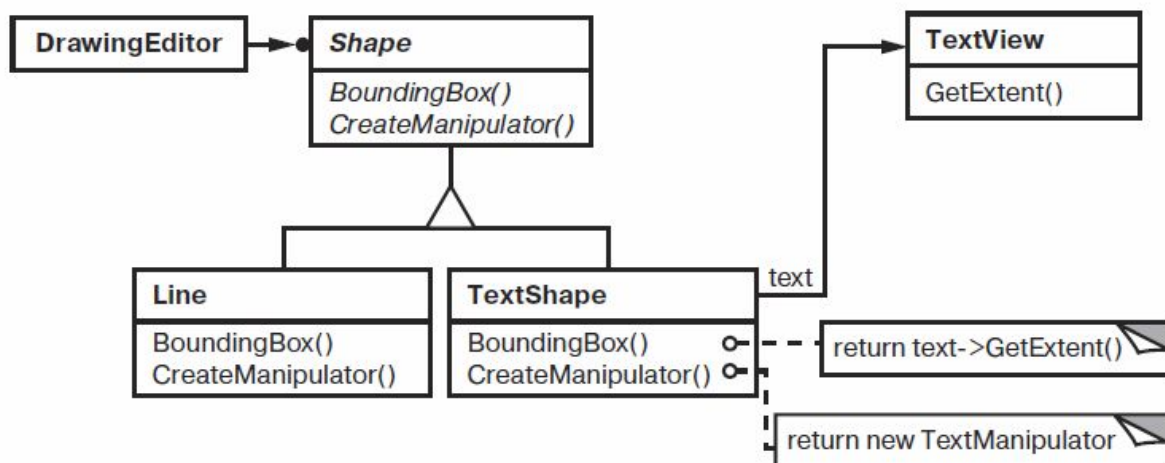 DrawingEditor
Shape
BoundingBox()
CreateManipulator()
TextView
GetExtent()
Line
BoundingBox()
CreateManipulator()
TextShape
BoundingBox()
CreateManipulator()
text
return text->GetExtent()
return new TextManipulator